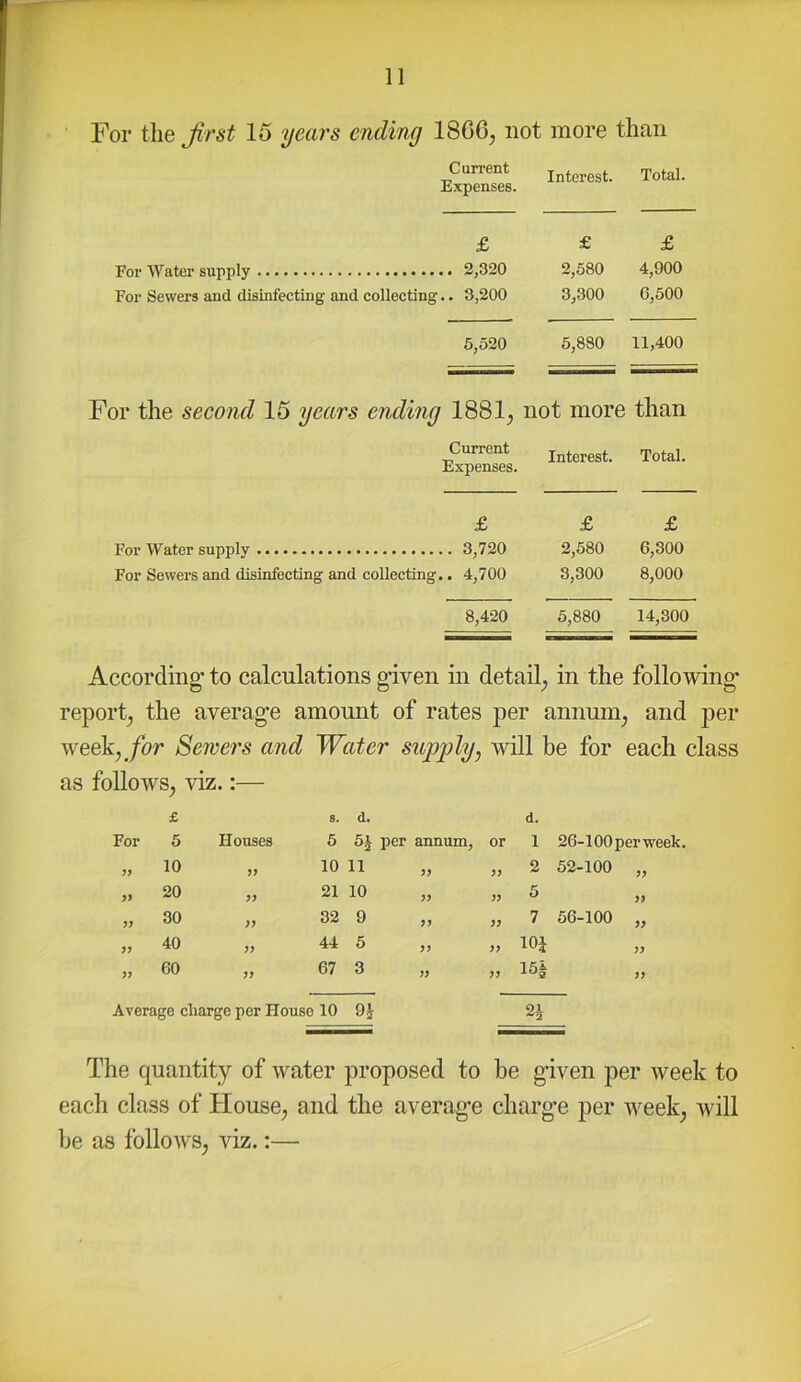 11
For the first 15 years ending 1866, not more than
Current Expenses. Interest. Total.
£ £ £
For Water supply ........................ 2,320 2,580 4,900
For Sewers and disinfecting and collecting.. 3,200 3,300 6,500
5,520 5,880 11,400
For the second 15 years ending 1881, not more than
Current Expenses. Interest. Total.
£ £ £
For Water supply ........................ 3,720 2,580 6,300
For Sewers and disinfecting and collecting.. 4,700 3,300 8,000
8,420 5,880 14,300
According to calculations given in detail, in the following
report, the average amount of rates per annum, and per
week, for Sewers and Water supply, will be for each class
as follows, viz. :—
£ s. d. d.
For 5 Houses 5 5½ per annum, or 1 26-100 per week.
„ 10 „ 10 11 „ „ 2 52-100 „
„ 20 „ 21 10 „ „ 5 „
„ 30 „ 32 9 „ „ 7 56-100 „
„ 40 „ 44 5 „ „ 10¼ „
„ 60 „ 67 3 „ „ 15½ „
Average charge per House 10 9½ 2½
The quantity of water proposed to be given per week to
each class of House, and the average charge per week, will
be as follows, viz. :—